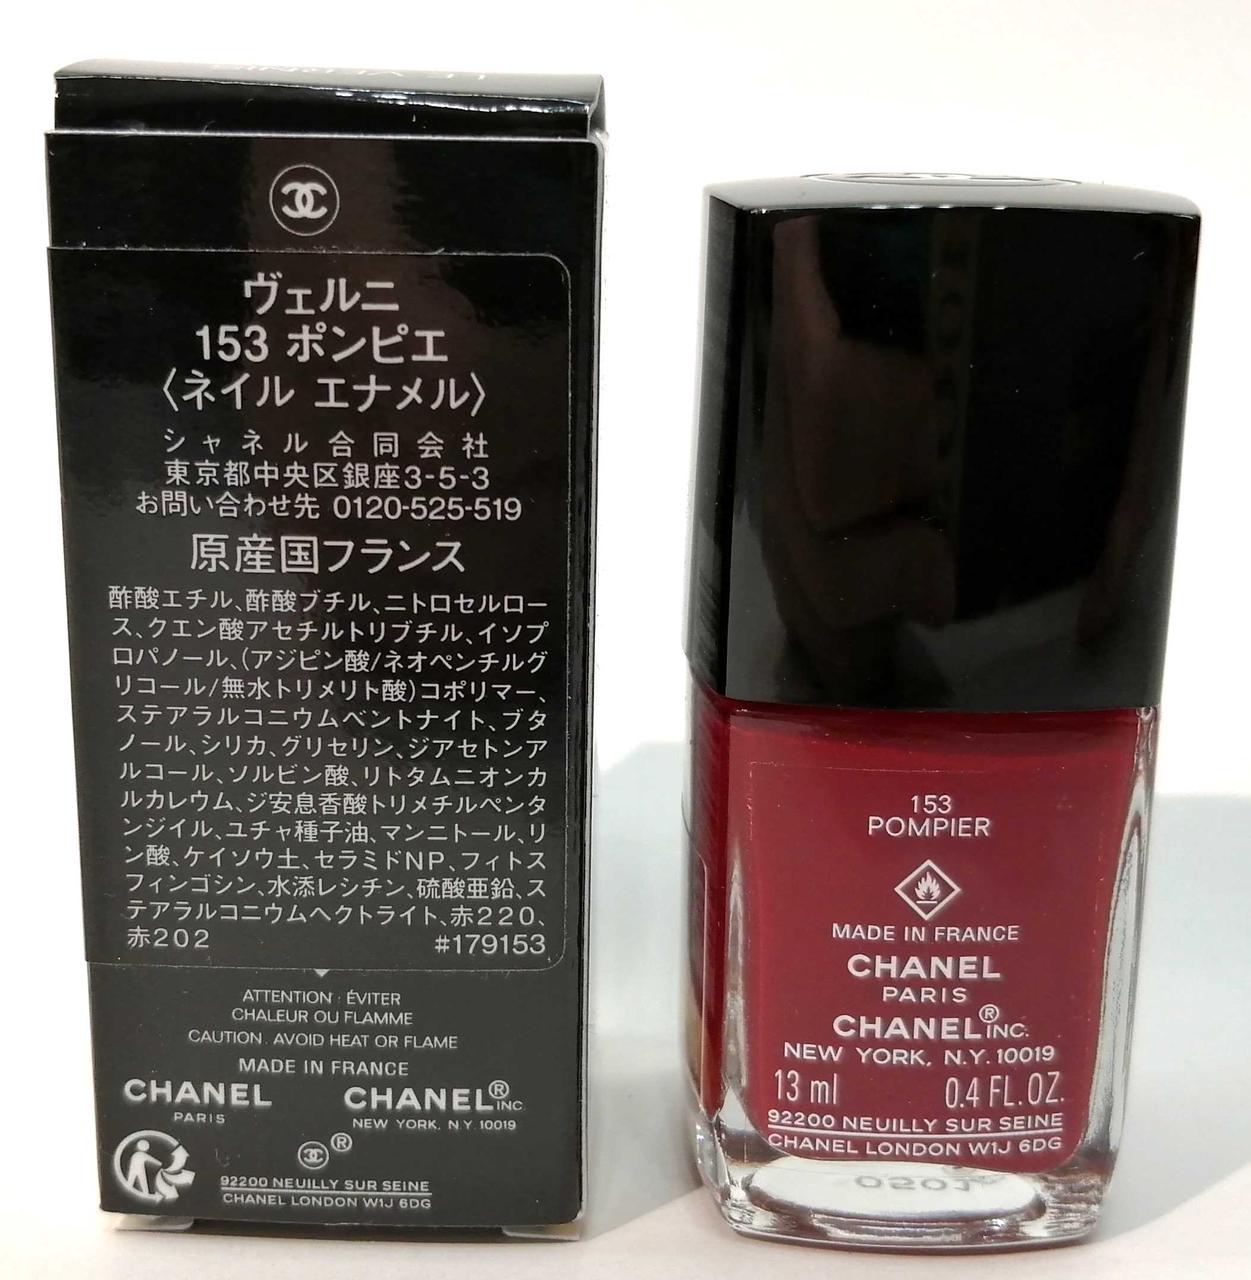 ヴェルニ
153 ポンピエ
〈ネイル エナメル〉
シャネル合同会社
東京都中央区銀座3-5-3
お問い合わせ先 0120-525-519
原産国フランス
酢酸エチル、酢酸ブチル、ニトロセルロー
ス、クエン酸アセチルトリブチル、イソプ
ロパノール、(アジピン酸/ネオペンチルグ
リコール/無水トリメリト酸)コポリマー、
ステアラルコニウムベントナイト、ブタ
ノール、シリカ、グリセリン、ジアセトンア
ルコール、ソルビン酸、リトタムニオンカ
ルカレウム、ジ安息香酸トリメチルペンタ
ンジイル、ユチャ種子油、マンニトール、リ
ン酸、ケイソウ土、セラミドNP、フィトス
フィンゴシン、水添レシチン、硫酸亜鉛、ス
テアラルコニウムヘクトライト、赤220、
赤202 #179153
ATTENTION : ÉVITER
CHALEUR OU FLAMME
CAUTION. AVOID HEAT OR FLAME
MADE IN FRANCE
CHANEL CHANEL® INC.
PARIS NEW YORK, N.Y. 10019
®
92200 NEUILLY SUR SEINE
CHANEL LONDON W1J 6DG
153
POMPIER
MADE IN FRANCE
CHANEL
PARIS
CHANEL® INC.
NEW YORK, N.Y. 10019
13 ml 0.4 FL.OZ.
92200 NEUILLY SUR SEINE
CHANEL LONDON W1J 6DG
0501